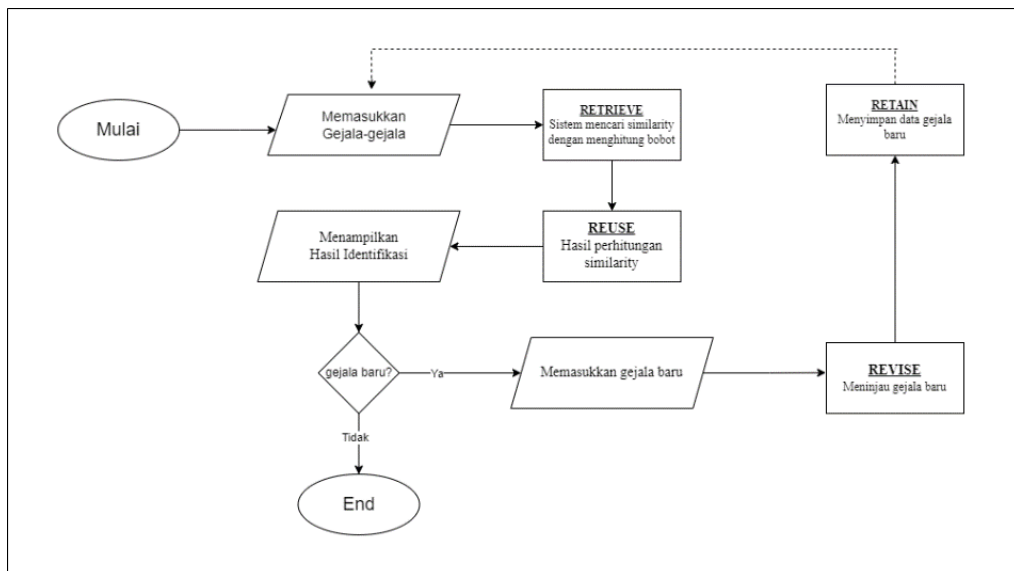 Mulai
Memasukkan
Gejala-gejala
RETRIEVE
Sistem mencari similarity
dengan menghitung bobot
RETAIN
Menyimpan data gejala
baru
Menampilkan
Hasil Identifikasi
REUSE
Hasil perhitungan
similarity
gejala baru?
Ya
Memasukkan gejala baru
REVISE
Meninjau gejala baru
Tidak
End